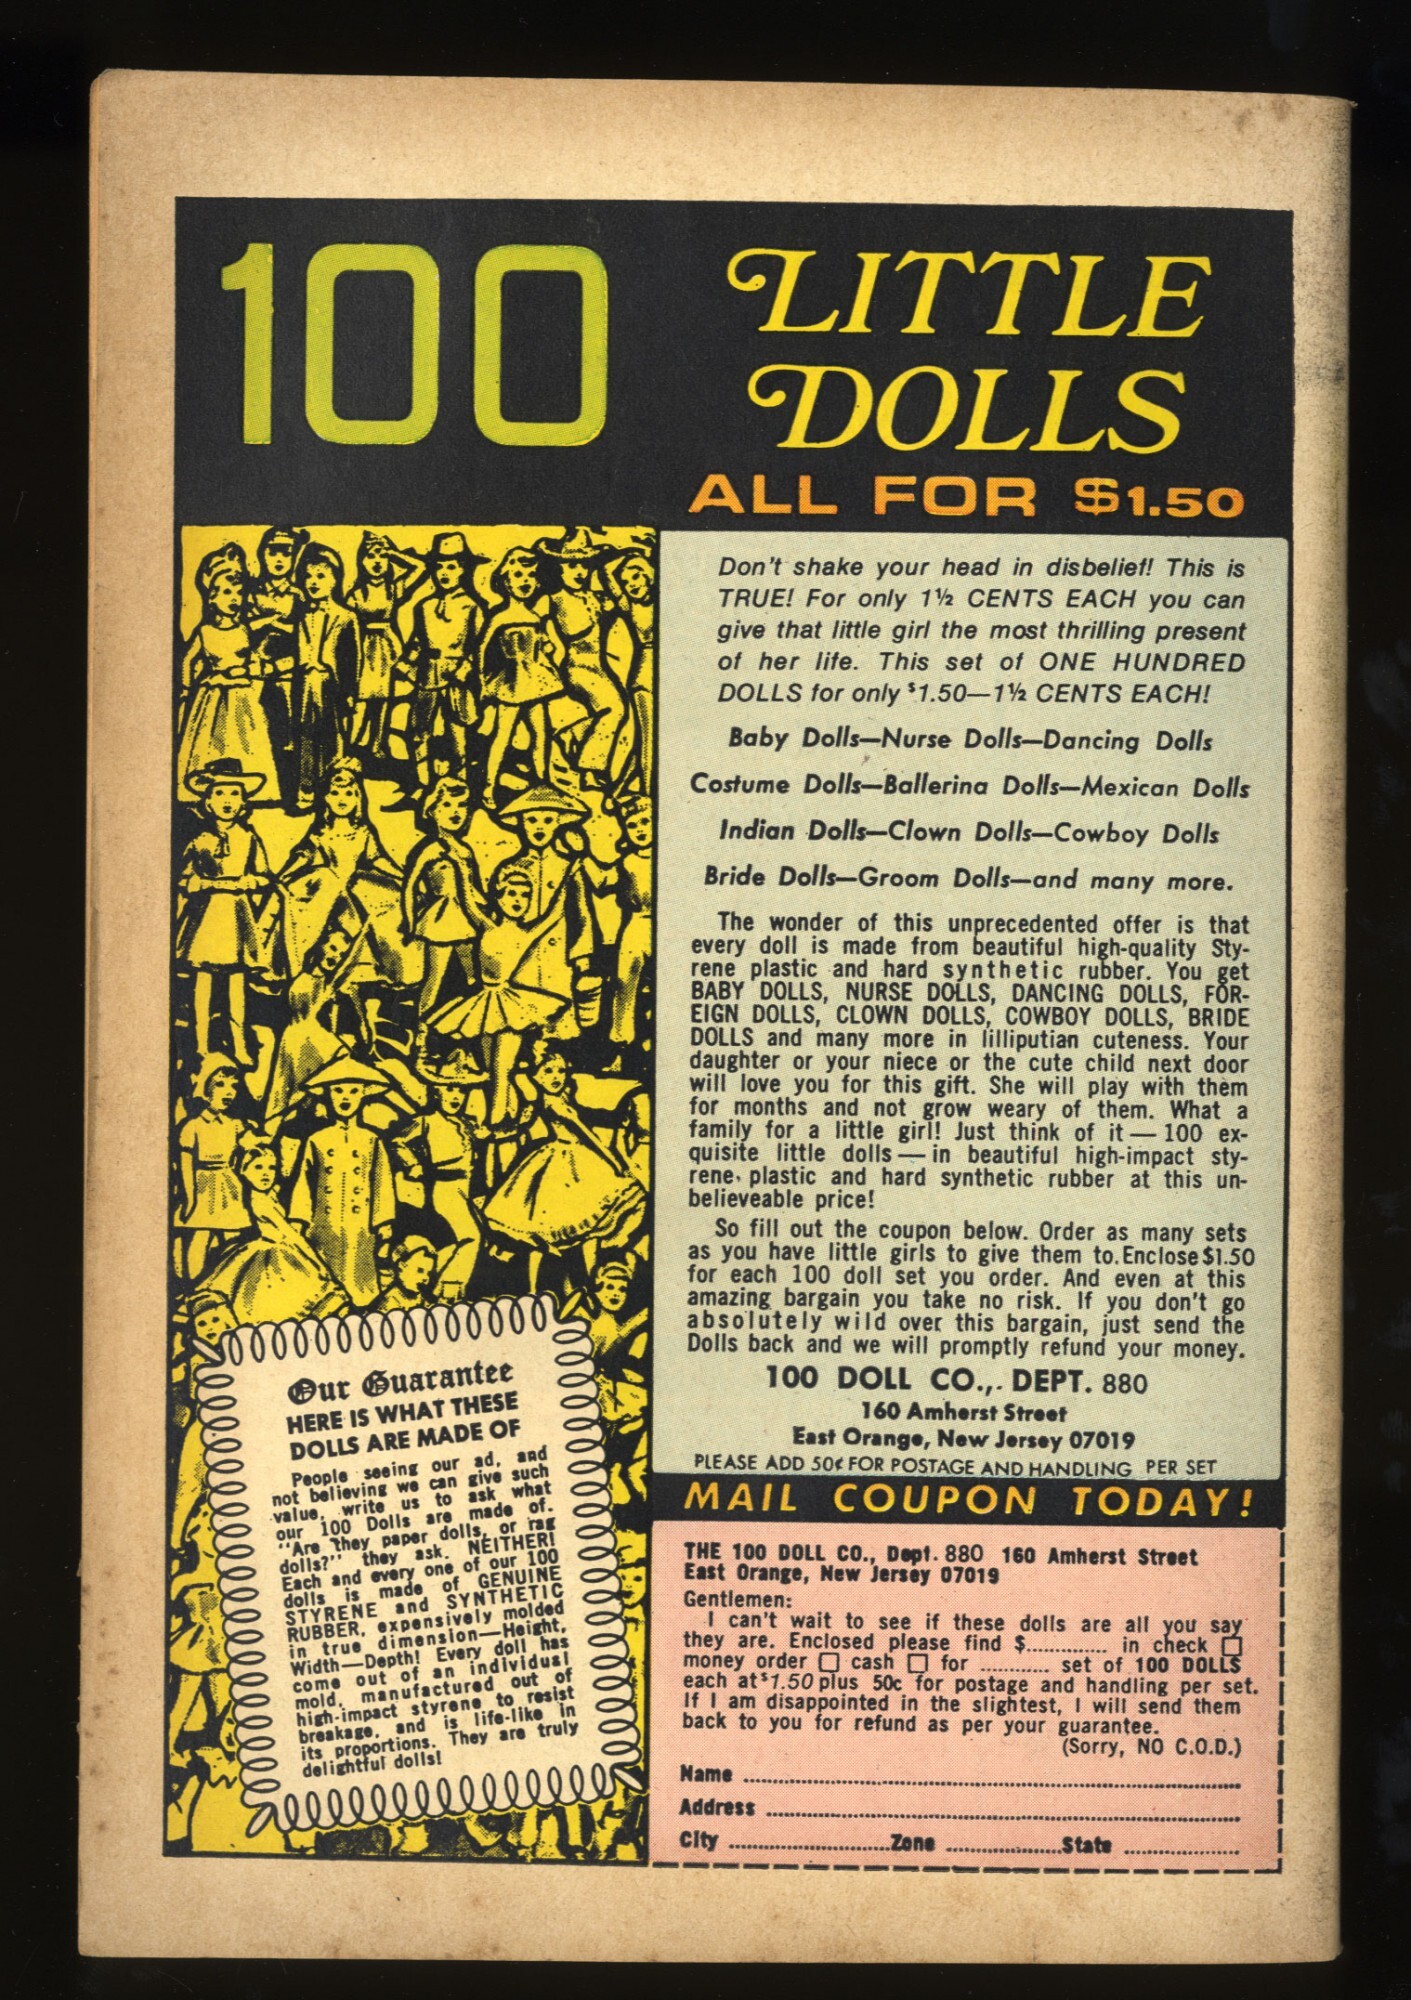 100
LITTLE
DOLLS
ALL FOR $1.50
Don't shake your head in disbelief! This is
TRUE! For only 1½ CENTS EACH you can
give that little girl the most thrilling present
of her life. This set of ONE HUNDRED
DOLLS for only $1.50—1½ CENTS EACH!
Baby Dolls—Nurse Dolls—Dancing Dolls
Costume Dolls—Ballerina Dolls—Mexican Dolls
Indian Dolls—Clown Dolls—Cowboy Dolls
Bride Dolls—Groom Dolls—and many more.
The wonder of this unprecedented offer is that
every doll is made from beautiful high-quality Sty-
rene plastic and hard synthetic rubber. You get
BABY DOLLS, NURSE DOLLS, DANCING DOLLS, FOR-
EIGN DOLLS, CLOWN DOLLS, COWBOY DOLLS, BRIDE
DOLLS and many more in lilliputian cuteness. Your
daughter or your niece or the cute child next door
will love you for this gift. She will play with them
for months and not grow weary of them. What a
family for a little girl! Just think of it — 100 ex-
quisite little dolls — in beautiful high-impact sty-
rene plastic and hard synthetic rubber at this un-
believeable price!
So fill out the coupon below. Order as many sets
as you have little girls to give them to. Enclose $1.50
for each 100 doll set you order. And even at this
amazing bargain you take no risk. If you don't go
absolutely wild over this bargain, just send the
Dolls back and we will promptly refund your money.
100 DOLL CO.,. DEPT. 880
160 Amherst Street
East Orange, New Jersey 07019
PLEASE ADD 50¢ FOR POSTAGE AND HANDLING PER SET
Our Guarantee
HERE IS WHAT THESE
DOLLS ARE MADE OF
People seeing our ad, and
not believing we can give such
value, write us to ask what
our 100 Dolls are made of.
"Are they paper dolls, or rag
dolls?" they ask. NEITHER!
Each and every one of our 100
dolls is made of GENUINE
STYRENE and SYNTHETIC
RUBBER, expensively molded
in true dimension—Height,
Width—Depth! Every doll has
come out of an individual
mold, manufactured out of
high-impact styrene to resist
breakage, and is life-like in
its proportions. They are truly
delightful dolls!
MAIL COUPON TODAY!
THE 100 DOLL CO., Dept. 880 160 Amherst Street
East Orange, New Jersey 07019
Gentlemen:
I can't wait to see if these dolls are all you say
they are. Enclosed please find $............. in check ☐
money order ☐ cash ☐ for ........... set of 100 DOLLS
each at $1.50 plus 50c for postage and handling per set.
If I am disappointed in the slightest, I will send them
back to you for refund as per your guarantee.
(Sorry, NO C.O.D.)
Name ..........
Address ..........
City .......... Zone .......... State ..........